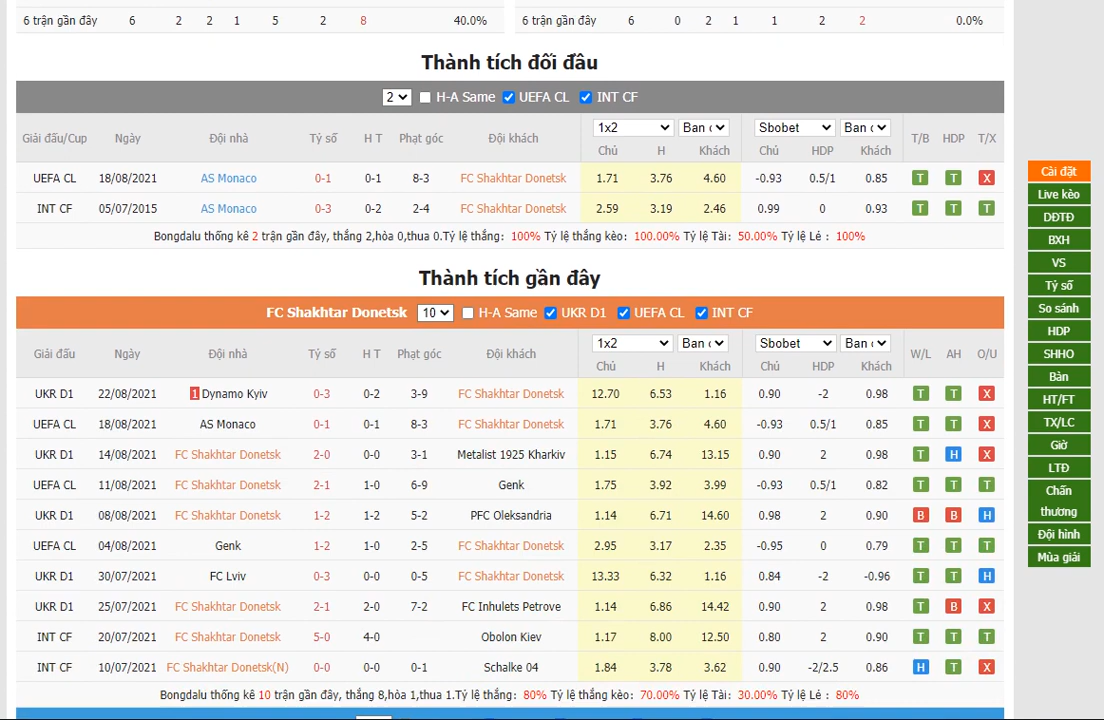 6 trận gần đây 6 2 2 1 5 2 8 40.0% 6 trận gần đây 6 0 2 1 1 2 2 0.0%
Thành tích đối đầu
2 H-A Same UEFA CL INT CF
Giải đấu/Cup Ngày Đội nhà Tỷ số H T Phạt góc Đội khách 1x2 Ban Sbobet Ban T/B HDP T/X
Chủ H Khách Chủ HDP Khách
UEFA CL 18/08/2021 AS Monaco 0-1 0-1 8-3 FC Shakhtar Donetsk 1.71 3.76 4.60 -0.93 0.5/1 0.85 T T X
INT CF 05/07/2015 AS Monaco 0-3 0-2 2-4 FC Shakhtar Donetsk 2.59 3.19 2.46 0.99 0 0.93 T T T
Bongdalu thống kê 2 trận gần đây, thắng 2,hòa 0,thua 0.Tỷ lệ thắng: 100% Tỷ lệ thắng kèo: 100.00% Tỷ lệ Tài: 50.00% Tỷ lệ Lẻ : 100%
Thành tích gần đây
FC Shakhtar Donetsk 10 H-A Same UKR D1 UEFA CL INT CF
Giải đấu Ngày Đội nhà Tỷ số H T Phạt góc Đội khách 1x2 Ban Sbobet Ban W/L AH O/U
Chủ H Khách Chủ HDP Khách
UKR D1 22/08/2021 1 Dynamo Kyiv 0-3 0-2 3-9 FC Shakhtar Donetsk 12.70 6.53 1.16 0.90 -2 0.98 T T X
UEFA CL 18/08/2021 AS Monaco 0-1 0-1 8-3 FC Shakhtar Donetsk 1.71 3.76 4.60 -0.93 0.5/1 0.85 T T X
UKR D1 14/08/2021 FC Shakhtar Donetsk 2-0 0-0 3-1 Metalist 1925 Kharkiv 1.15 6.74 13.15 0.90 2 0.98 T H X
UEFA CL 11/08/2021 FC Shakhtar Donetsk 2-1 1-0 6-9 Genk 1.75 3.92 3.99 -0.93 0.5/1 0.82 T T T
UKR D1 08/08/2021 FC Shakhtar Donetsk 1-2 1-2 5-2 PFC Oleksandria 1.14 6.71 14.60 0.98 2 0.90 B B H
UEFA CL 04/08/2021 Genk 1-2 1-0 2-5 FC Shakhtar Donetsk 2.95 3.17 2.35 -0.95 0 0.79 T T T
UKR D1 30/07/2021 FC Lviv 0-3 0-0 0-5 FC Shakhtar Donetsk 13.33 6.32 1.16 0.84 -2 -0.96 T T H
UKR D1 25/07/2021 FC Shakhtar Donetsk 2-1 2-0 7-2 FC Inhulets Petrove 1.14 6.86 14.42 0.90 2 0.98 T B X
INT CF 20/07/2021 FC Shakhtar Donetsk 5-0 4-0 Obolon Kiev 1.17 8.00 12.50 0.80 2 0.90 T T T
INT CF 10/07/2021 FC Shakhtar Donetsk(N) 0-0 0-0 0-1 Schalke 04 1.84 3.78 3.62 0.90 -2/2.5 0.86 H T X
Bongdalu thống kê 10 trận gần đây, thắng 8,hòa 1,thua 1.Tỷ lệ thắng: 80% Tỷ lệ thắng kèo: 70.00% Tỷ lệ Tài: 30.00% Tỷ lệ Lẻ : 80%
Cài đặt
Live kèo
DĐTĐ
BXH
VS
Tỷ số
So sánh
HDP
SHHO
Bàn
HT/FT
TX/LC
Giờ
LTĐ
Chấn
thương
Đội hình
Mùa giải